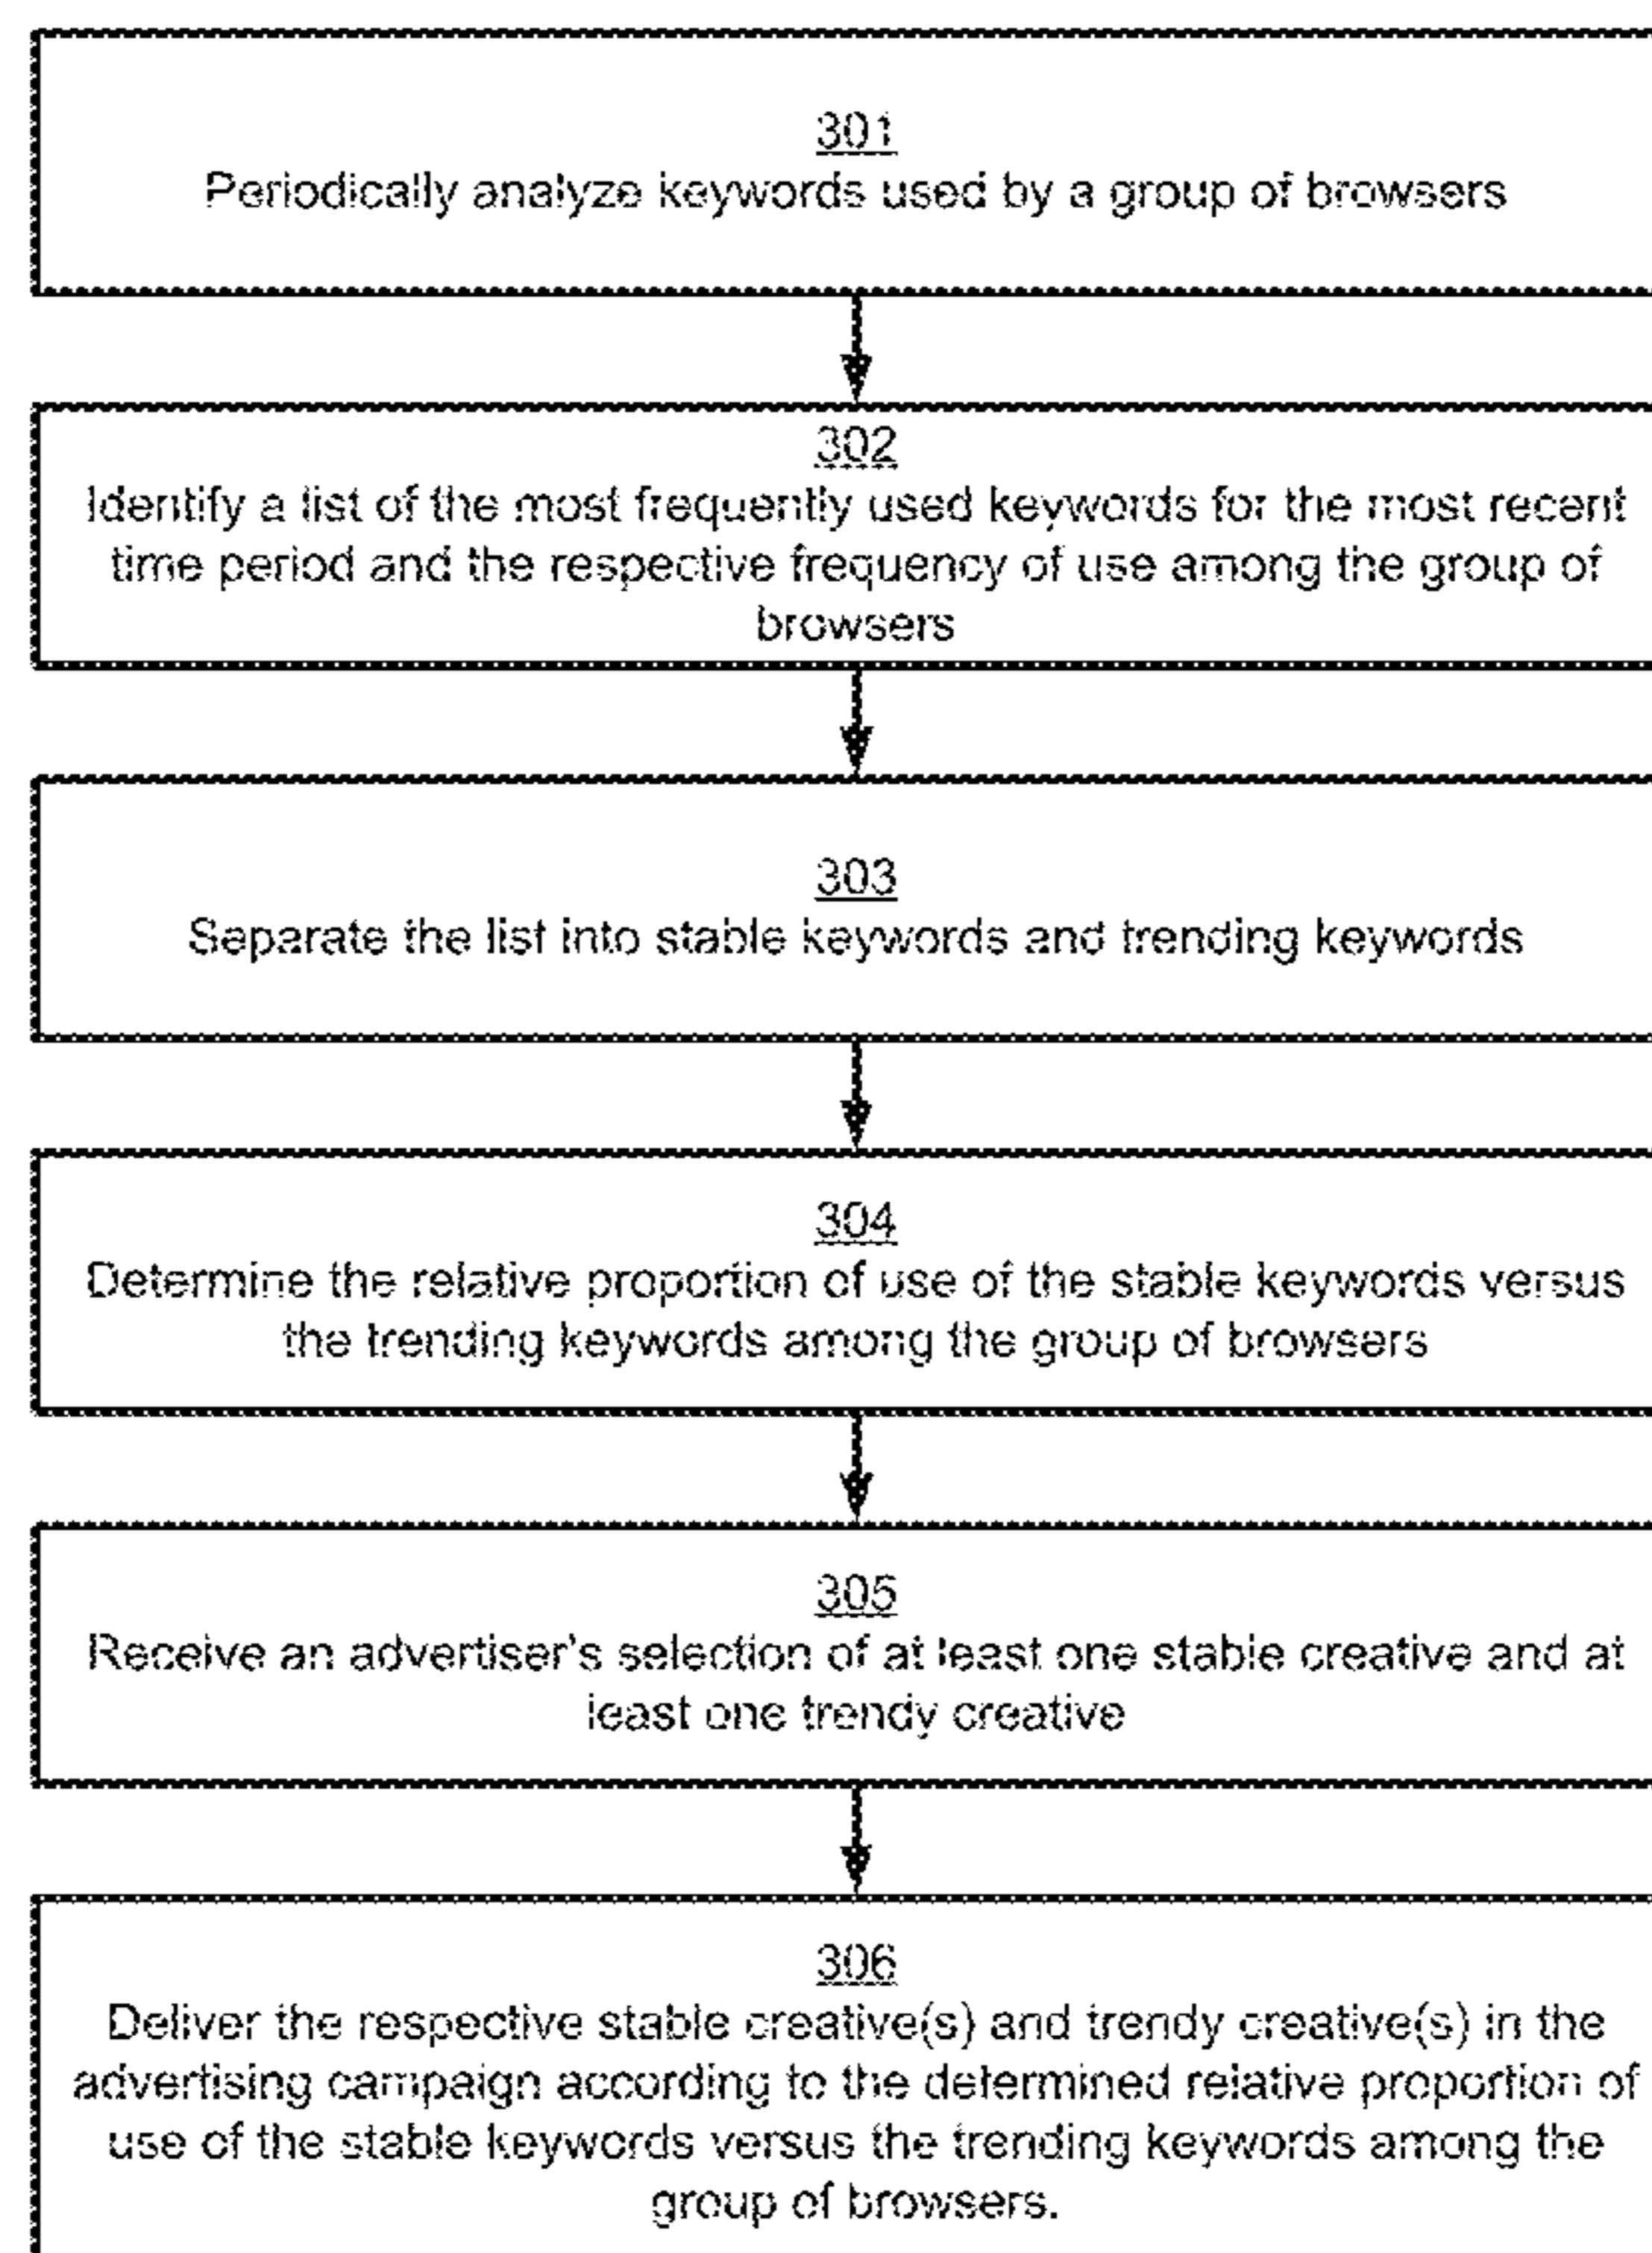 301
Periodically analyze keywords used by a group of browsers
302
Identify a list of the most frequently used keywords for the most recent
time period and the respective frequency of use among the group of
browsers
303
Separate the list into stable keywords and trending keywords
304
Determine the relative proportion of use of the stable keywords versus
the trending keywords among the group of browsers
305
Receive an advertiser's selection of at least one stable creative and at
least one trendy creative
306
Deliver the respective stable creative(s) and trendy creative(s) in the
advertising campaign according to the determined relative proportion of
use of the stable keywords versus the trending keywords among the
group of browsers.